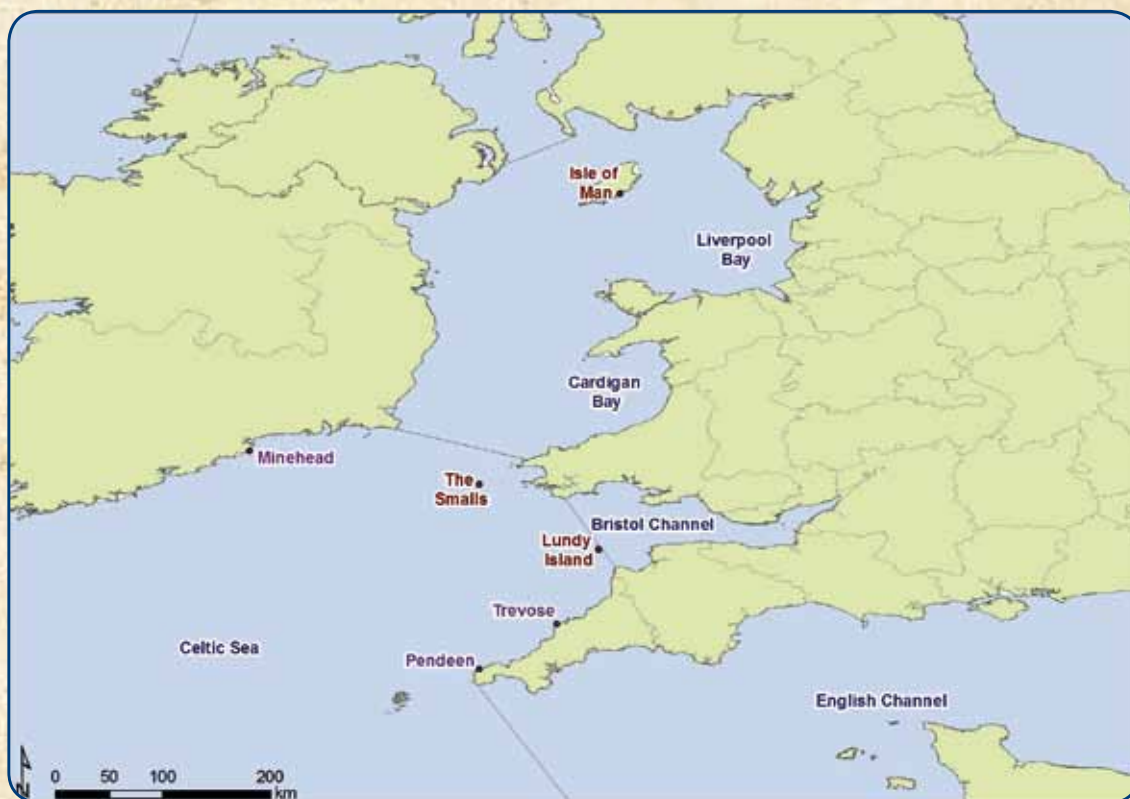 Isle of
Man
Liverpool
Bay
Cardigan
Bay
Minehead
The
Smalls
Bristol Channel
Lundy
Island
Trevose
Celtic Sea
Pendeen
English Channel
N
0 50 100 200
km